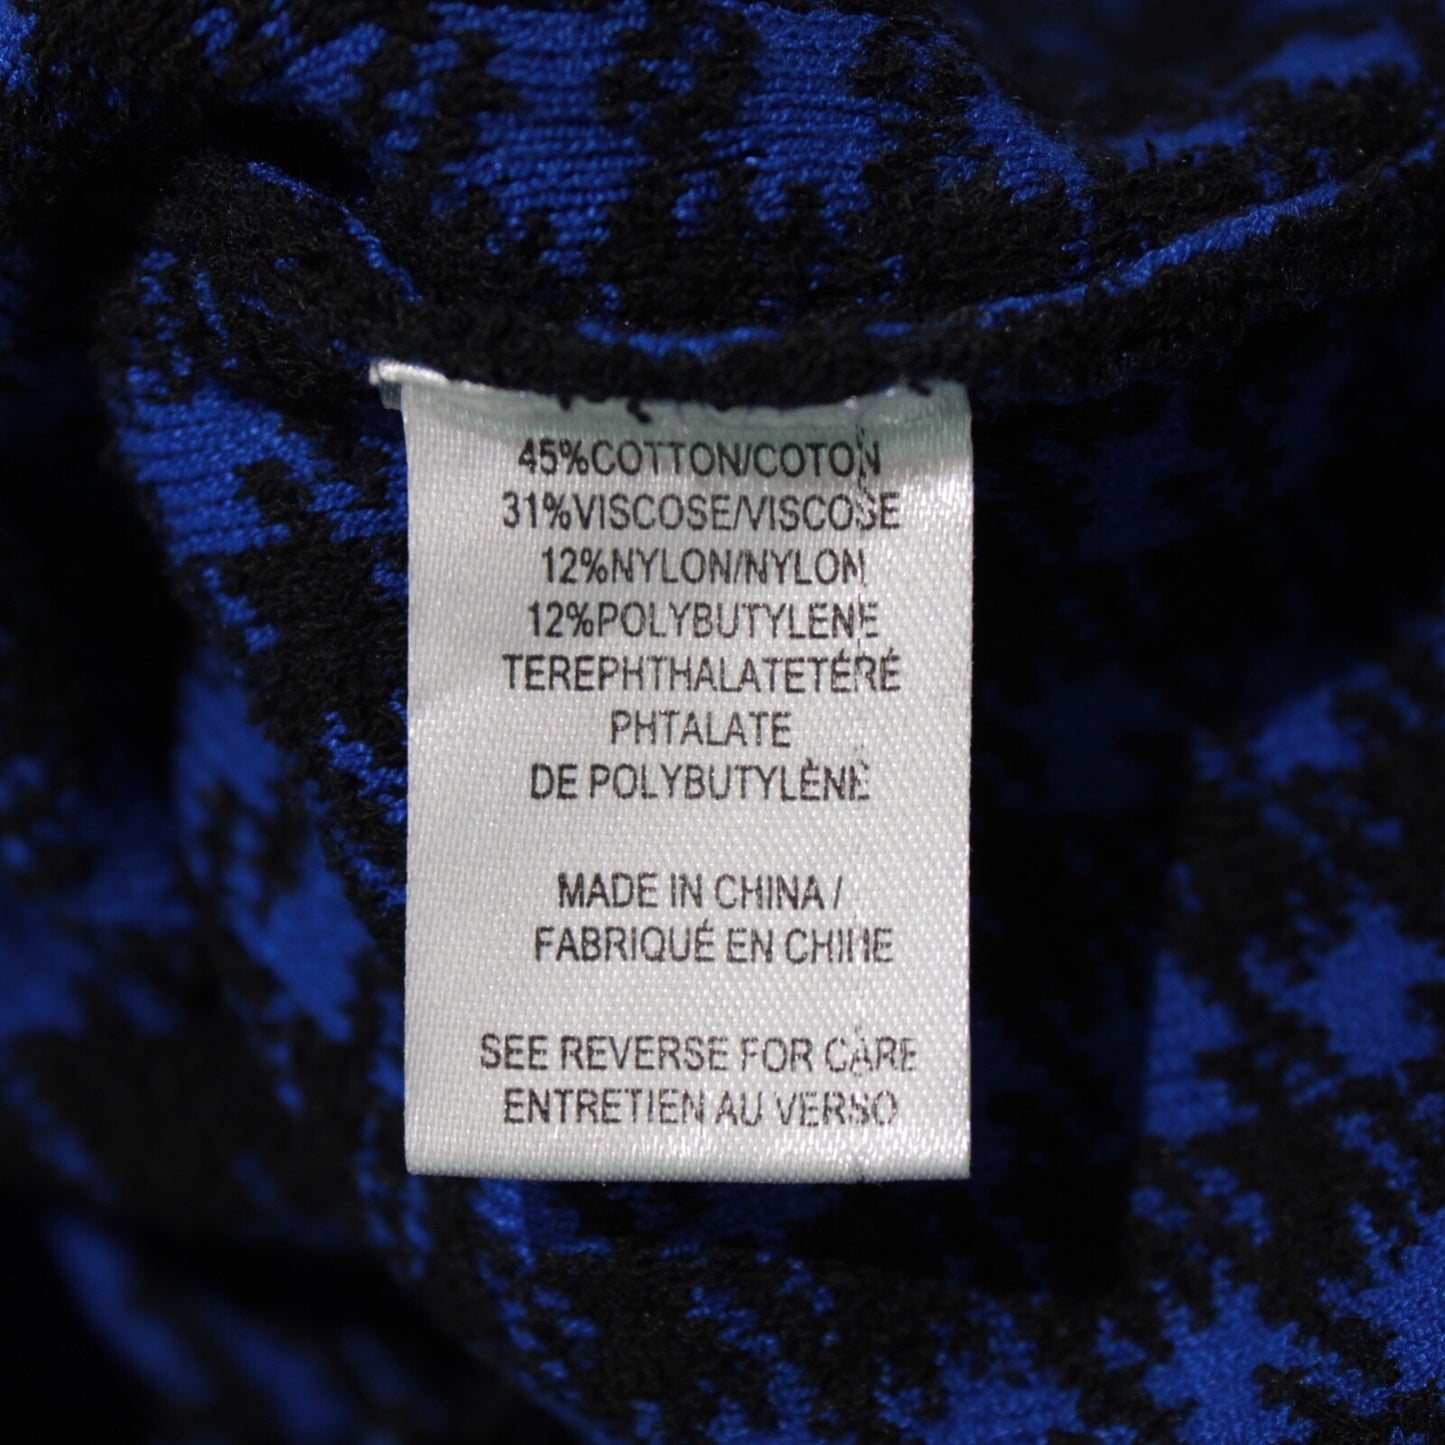 45%COTTON/COTON
31%VISCOSE/VISCOSE
12%NYLON/NYLON
12%POLYBUTYLENE
TEREPHTHALATETÉRÉ
PHTALATE
DE POLYBUTYLÈNE
MADE IN CHINA /
FABRIQUÉ EN CHINE
SEE REVERSE FOR CARE
ENTRETIEN AU VERSO